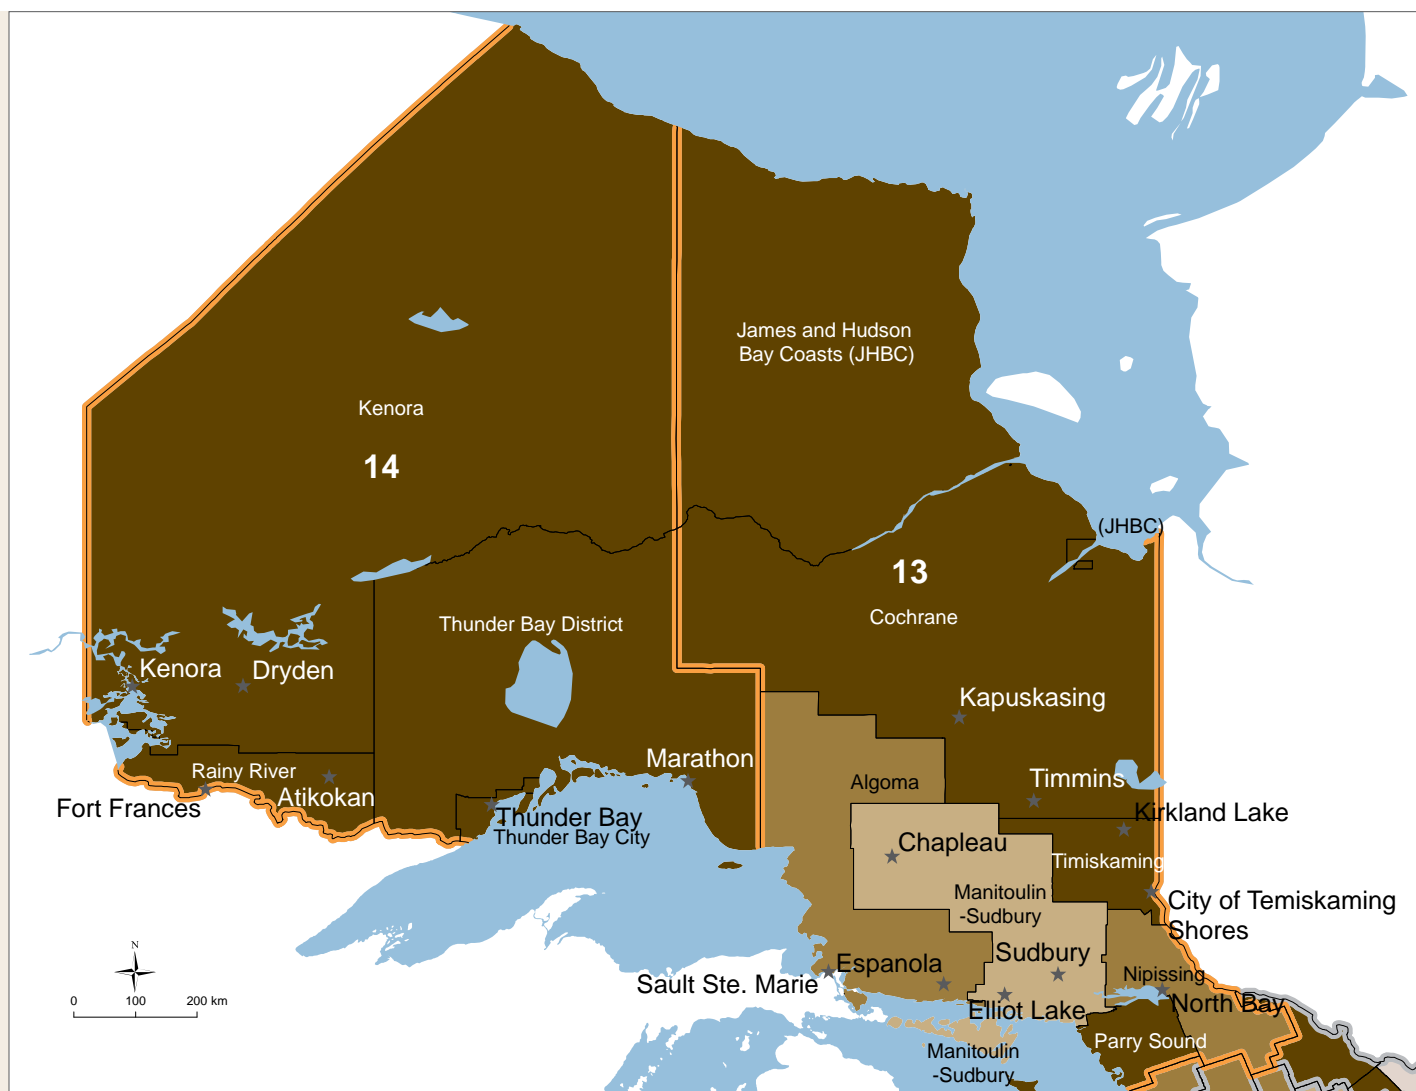 James and Hudson
Bay Coasts (JHBC)
Kenora
14
(JHBC)
13
Cochrane
Thunder Bay District
Kenora
Dryden
Kapuskasing
Marathon
Rainy River
Atikokan
Fort Frances
Algoma
Timmins
Kirkland Lake
Thunder Bay
Thunder Bay City
Chapleau
Timiskaming
Manitoulin
-Sudbury
City of Temiskaming
Shores
N
Sudbury
Espanola
Sault Ste. Marie
Nipissing
North Bay
Elliot Lake
0 100 200 km
Parry Sound
Manitoulin
-Sudbury